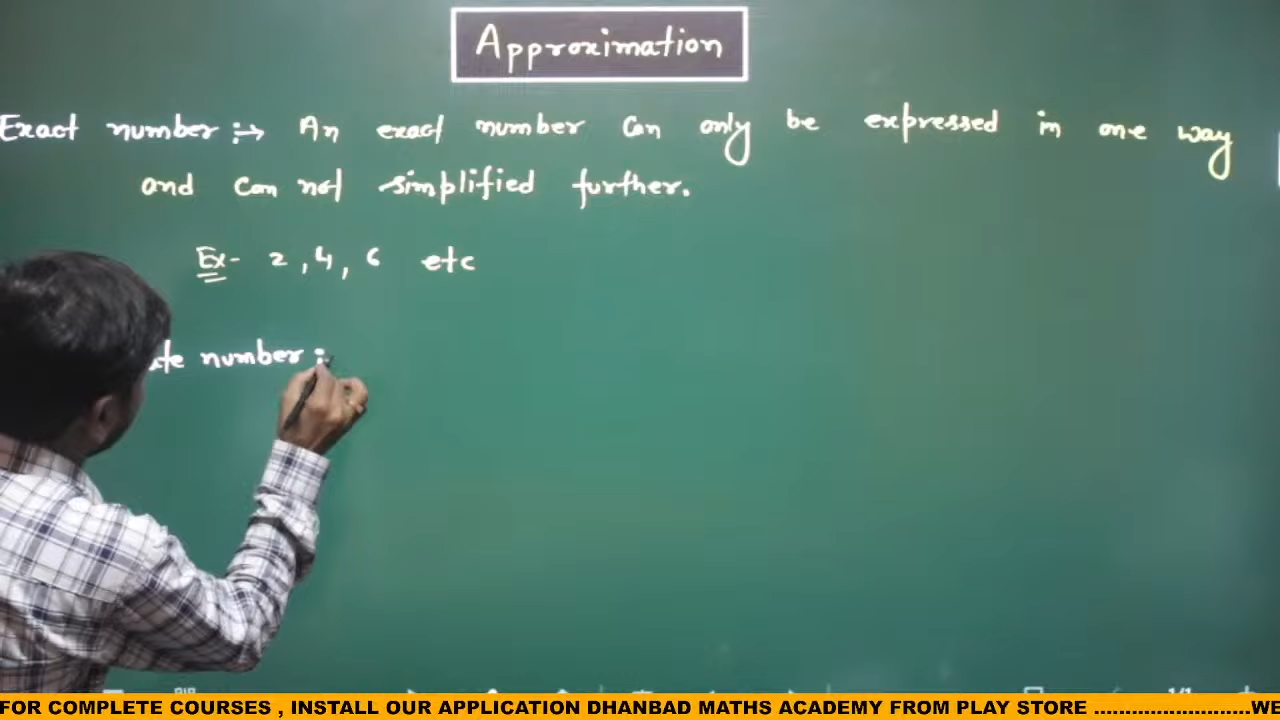 Approximation
Exact number :→ An exact number can only be expressed in one way
and can not simplified further.
Ex- 2, 4, 6 etc
number :
FOR COMPLETE COURSES , INSTALL OUR APPLICATION DHANBAD MATHS ACADEMY FROM PLAY STORE .........................WE